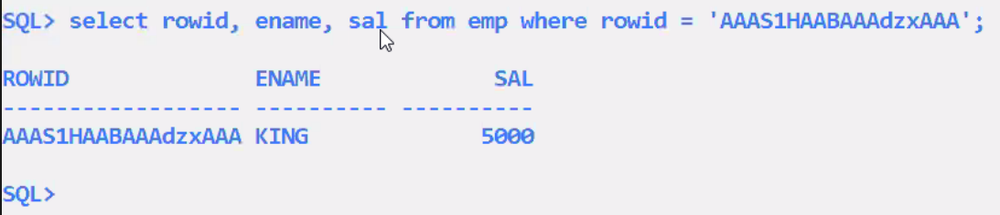 SQL> select rowid, ename, sal from emp where rowid = 'AAAS1HAABAAAdzxAAA';
ROWID ENAME SAL
------------------ ---------- ----------
AAAS1HAABAAAdzxAAA KING 5000
SQL>